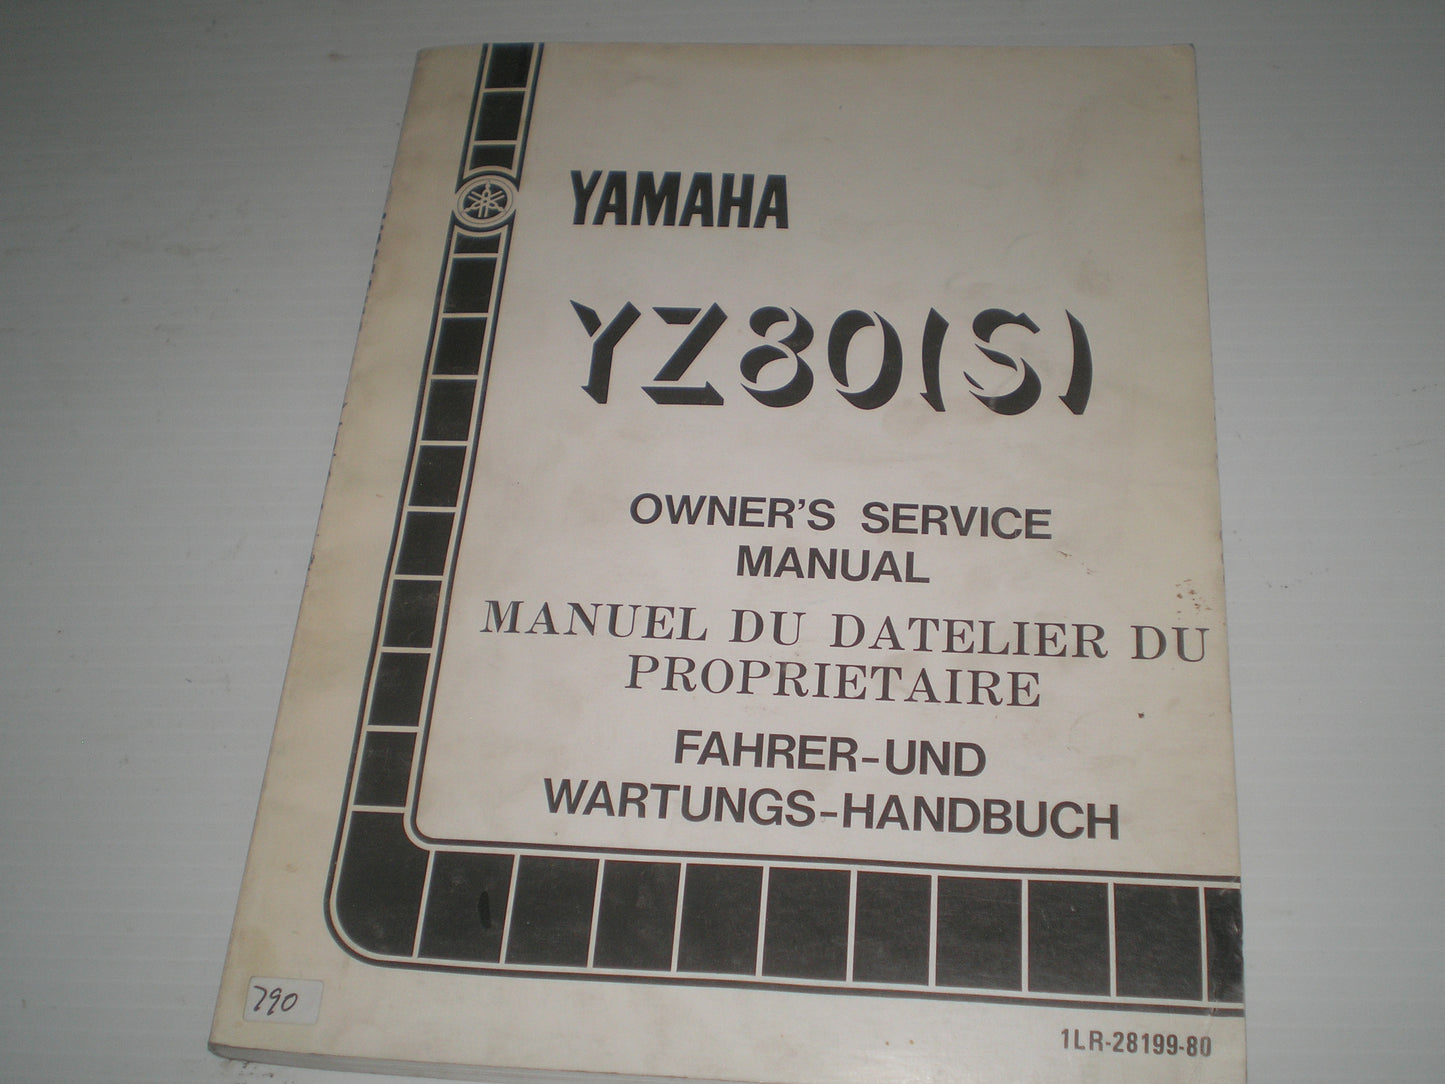 YAMAHA
YZ80(S)
OWNER'S SERVICE
MANUAL
MANUEL DU DATELIER DU
PROPRIETAIRE
FAHRER-UND
WARTUNGS-HANDBUCH
790
1LR-28199-80